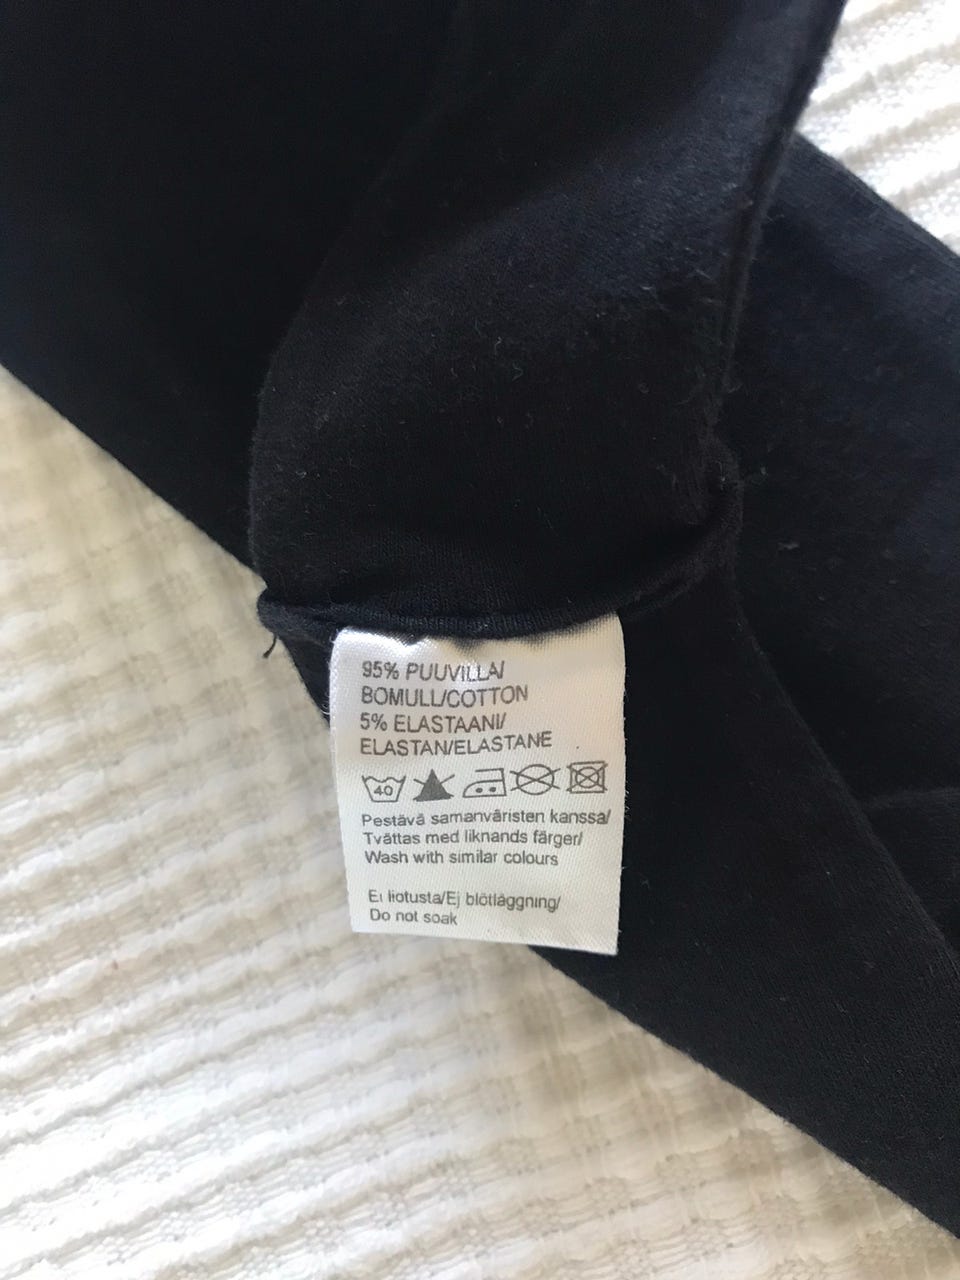 95% PUUVILLA/
BOMULL/COTTON
5% ELASTAANI/
ELASTAN/ELASTANE
40
Pestävä samanväristen kanssa/
Tvättas med liknands färger/
Wash with similar colours
Ei liotusta/Ej blötläggning/
Do not soak